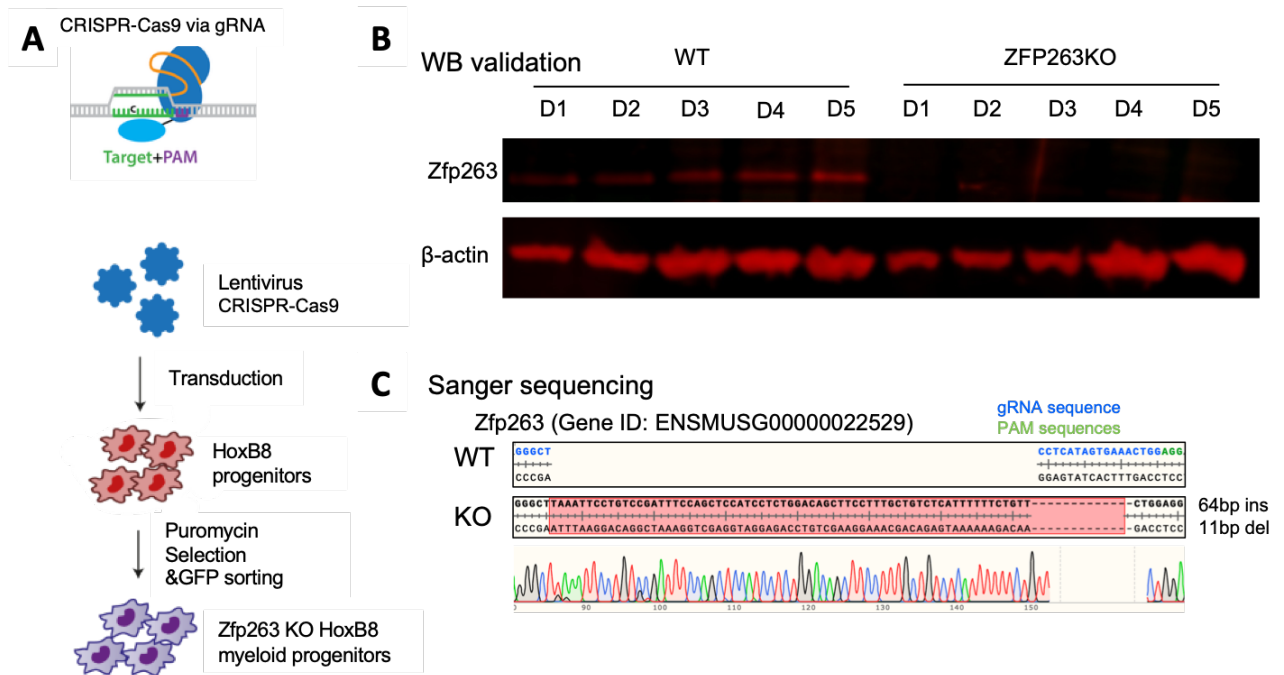 A
CRISPR-Cas9 via gRNA
C
Target+PAM
Lentivirus
CRISPR-Cas9
Transduction
HoxB8
progenitors
Puromycin
Selection
&GFP sorting
Zfp263 KO HoxB8
myeloid progenitors
B
WB validation
WT ZFP263KO
D1 D2 D3 D4 D5 D1 D2 D3 D4 D5
Zfp263
β-actin
C
Sanger sequencing
Zfp263 (Gene ID: ENSMUSG00000022529)
gRNA sequence
PAM sequences
WT
GGGCT CCTCATAGTGAAACTGGAGG
CCCGA GGAGTATCACTTTGACCTCC
KO
GGGCTTAAATTCCTGTCCGATTTCCAGCTCCATCCTCTGGACAGCTTCCTTTGCTGTCTCATTTTTTCTGTT-----------CTGGAGG
CCCGAATTTAAGGACAGGCTAAAGGTCGAGGTAGGAGACCTGTCGAAGGAAACGACAGAGTAAAAAAGACAA-----------GACCTCC
64bp ins
11bp del
90 100 110 120 130 140 150